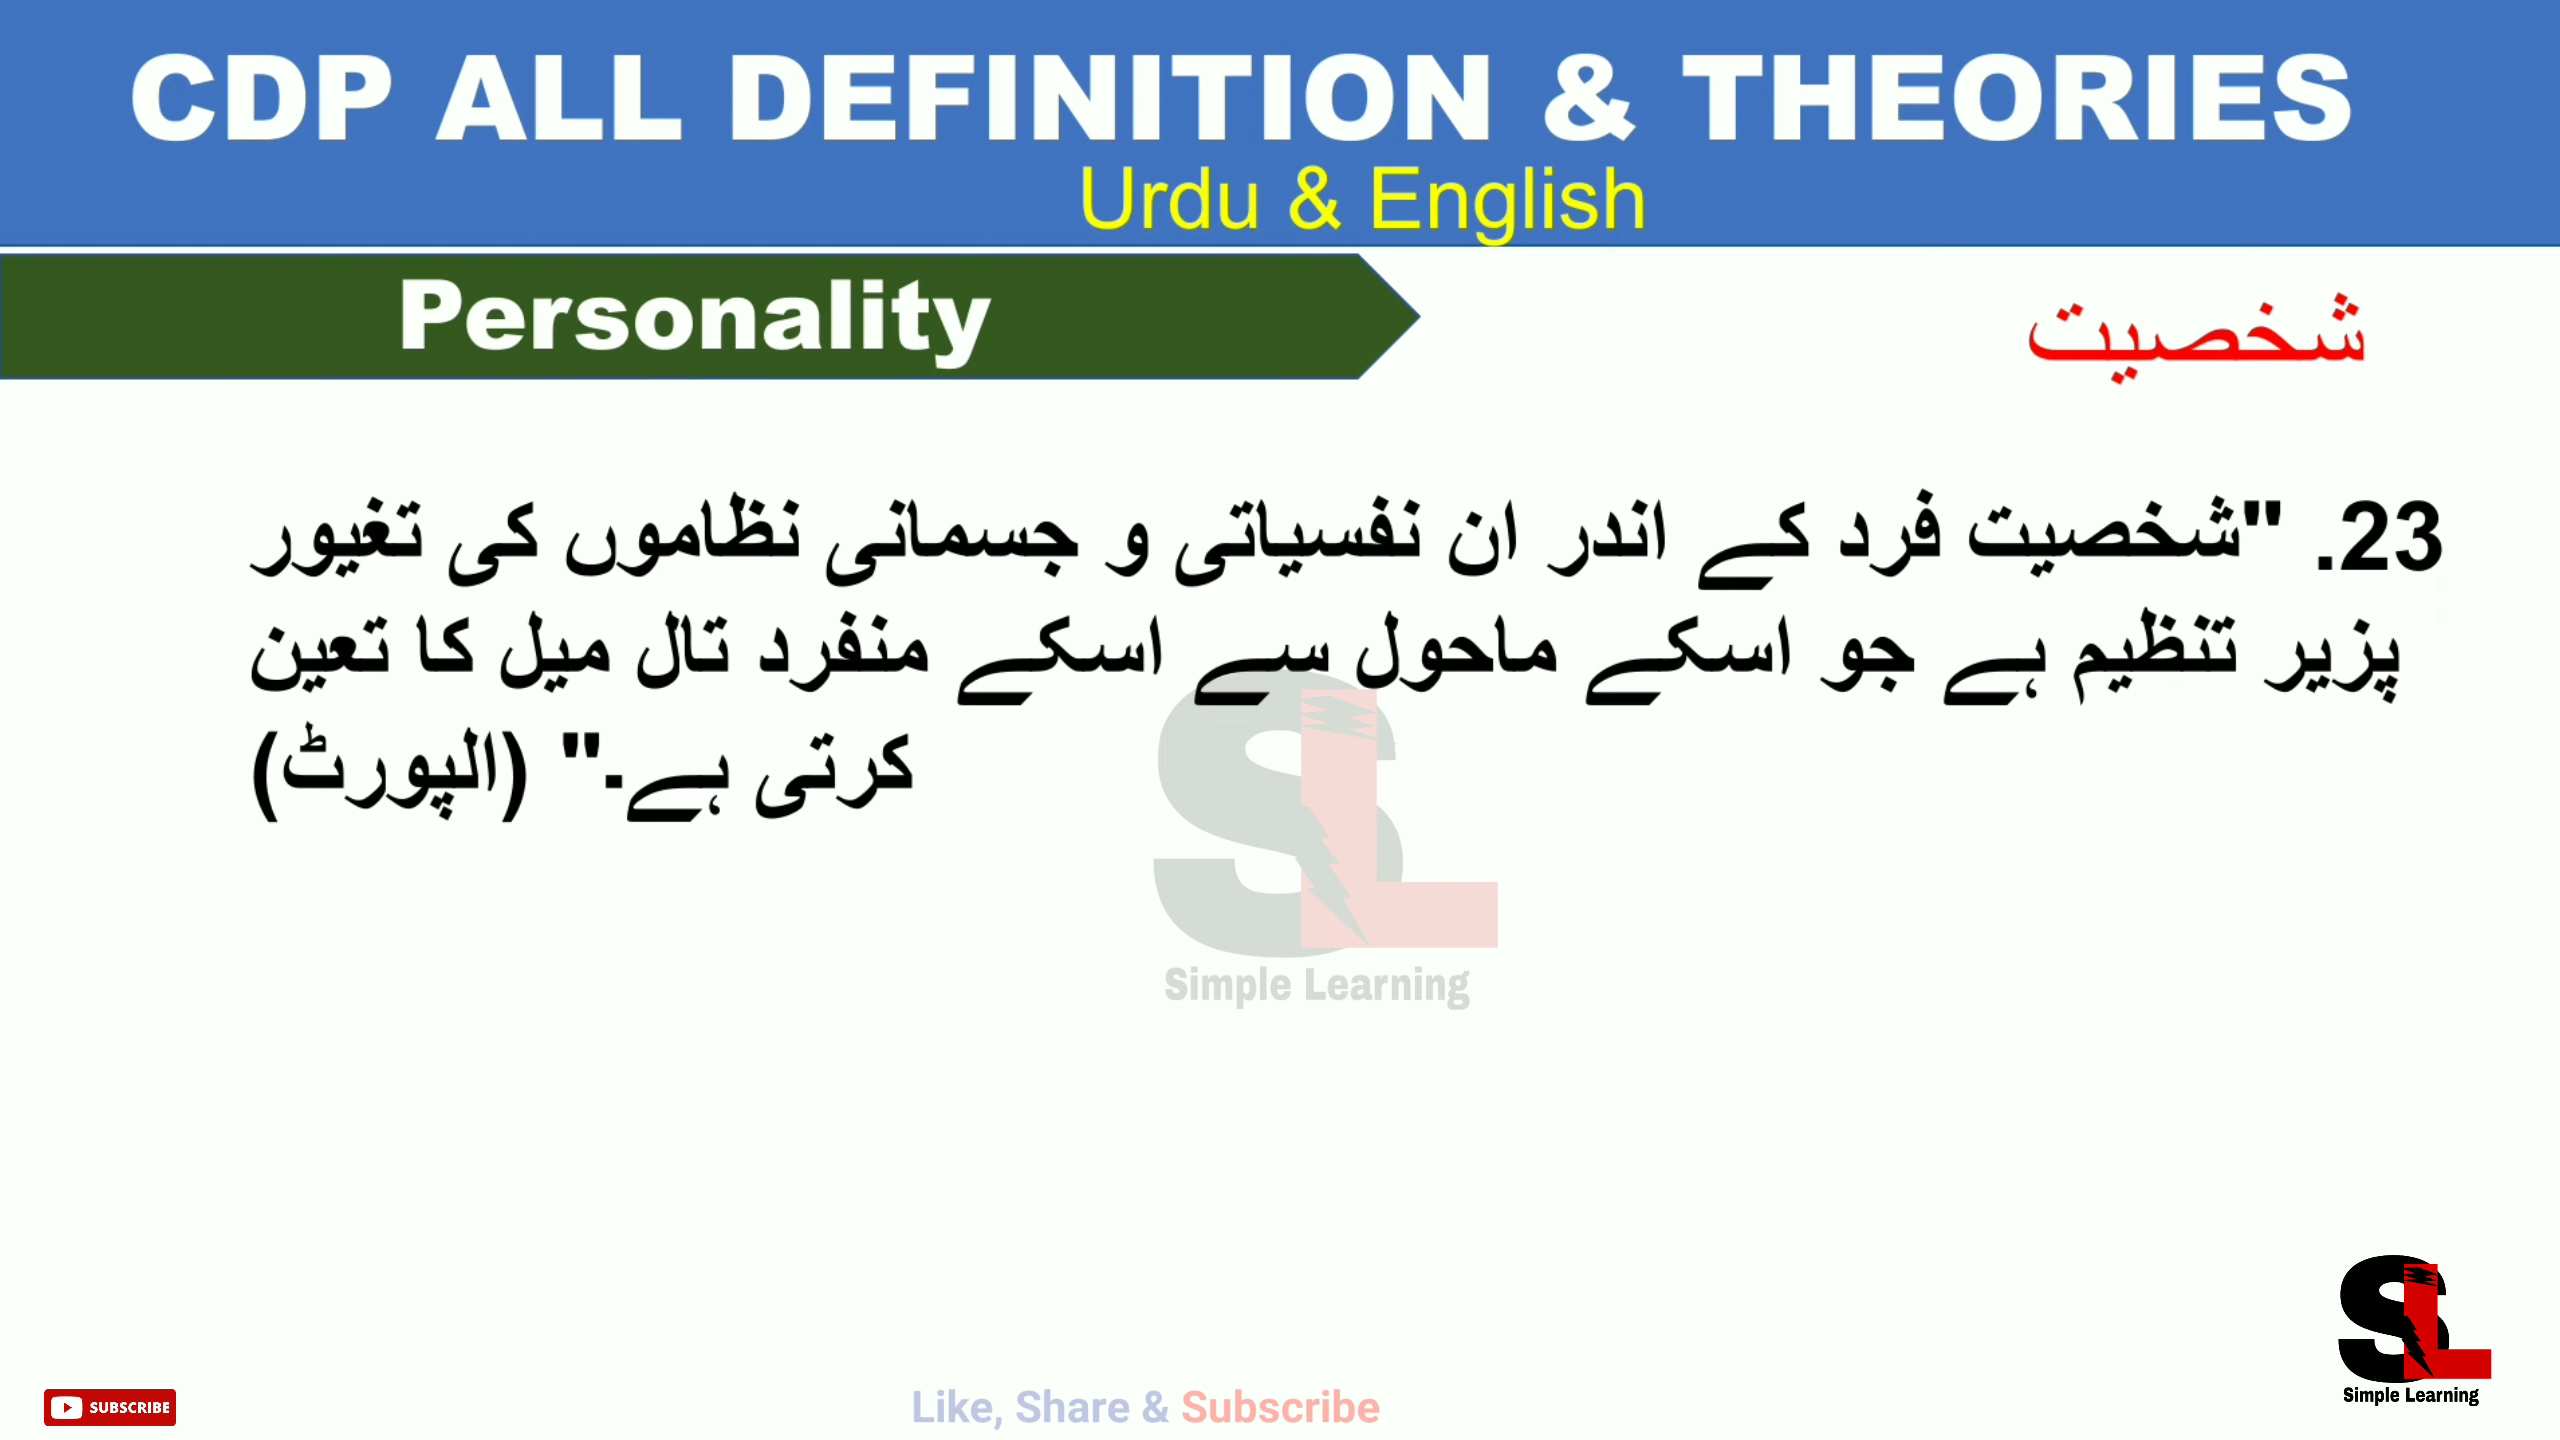 CDP ALL DEFINITION & THEORIES
Urdu & English
Personality
شخصیت
23. "شخصیت فرد کے اندر ان نفسیاتی و جسمانی نظاموں کی تغیور
پزیر تنظیم ہے جو اسکے ماحول سے اسکے منفرد تال میل کا تعین
کرتی ہے۔" (الپورٹ)
SL
Simple Learning
SL
Simple Learning
SUBSCRIBE
Like, Share & Subscribe